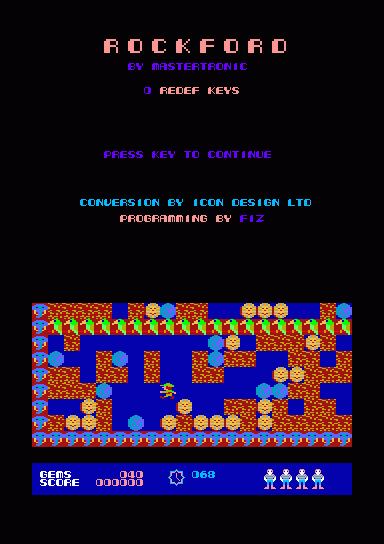 ROCKFORD
BY MASTERTRONIC
0 REDEF KEYS
PRESS KEY TO CONTINUE
CONVERSION BY ICON DESIGN LTD
PROGRAMMING BY FIZ
GEMS 040 068
SCORE 000000